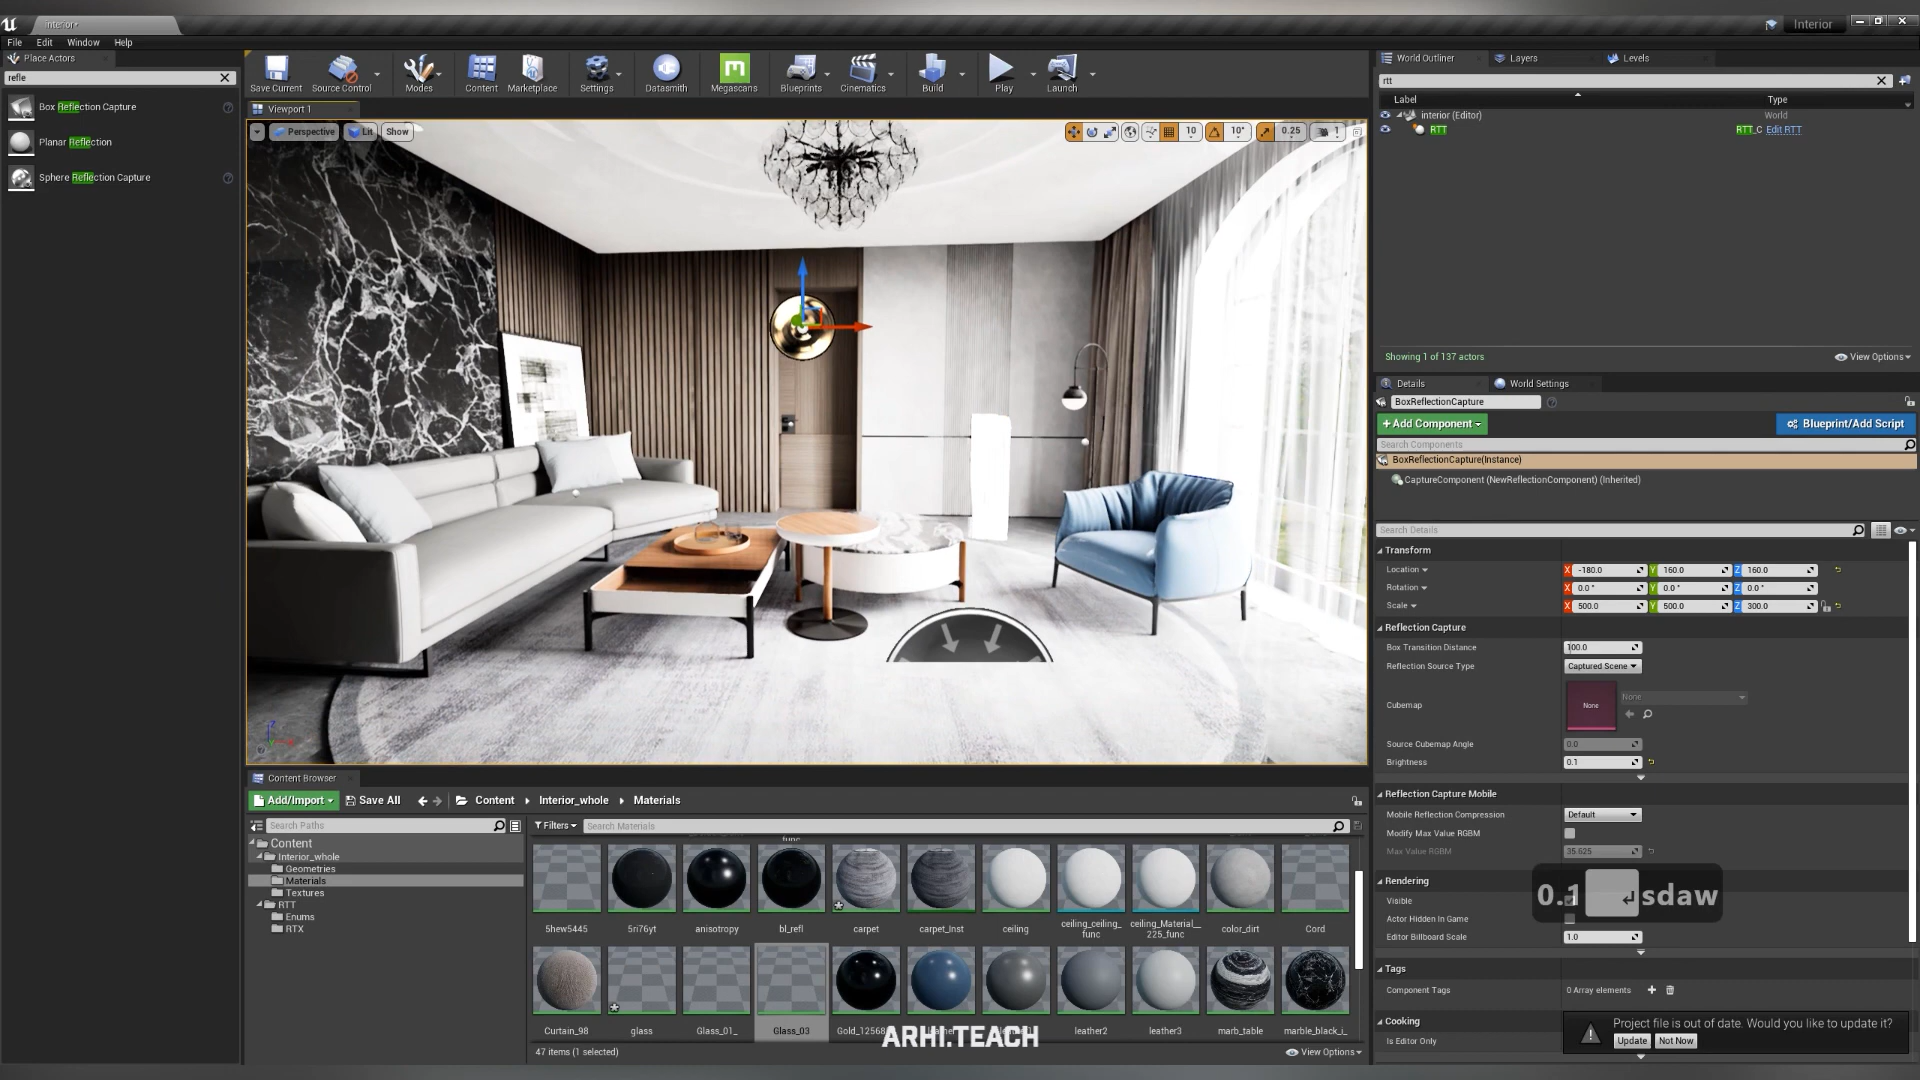 interior*
Interior
File
Edit
Window
Help
Place Actors
refle
Box Reflection Capture
Planar Reflection
Sphere Reflection Capture
Save Current
Source Control
Modes
Content
Marketplace
Settings
Datasmith
Megascans
Blueprints
Cinematics
Build
Play
Launch
Viewport 1
Perspective
Lit
Show
10
10°
0.25
1
World Outliner
Layers
Levels
rtt
Label
Type
interior (Editor)
World
RTT
RTT_C
Edit RTT
Showing 1 of 137 actors
View Options
Details
World Settings
BoxReflectionCapture
+Add Component
Blueprint/Add Script
Search Components
BoxReflectionCapture(Instance)
CaptureComponent (NewReflectionComponent) (Inherited)
Search Details
Transform
Location
X -180.0
Y 160.0
Z 160.0
Rotation
X 0.0 °
Y 0.0 °
Z 0.0 °
Scale
X 500.0
Y 500.0
Z 300.0
Reflection Capture
Box Transition Distance
100.0
Reflection Source Type
Captured Scene
Cubemap
None
None
Source Cubemap Angle
0.0
Brightness
0.1
Reflection Capture Mobile
Mobile Reflection Compression
Default
Modify Max Value RGBM
Max Value RGBM
35.625
Rendering
Visible
Actor Hidden In Game
Editor Billboard Scale
1.0
0.1
sdaw
Tags
Component Tags
0 Array elements
Cooking
Is Editor Only
Project file is out of date. Would you like to update it?
Update
Not Now
Content Browser
Add/Import
Save All
Content
Interior_whole
Materials
Search Paths
Filters
Search Materials
Content
Interior_whole
Geometries
Materials
Textures
RTT
Enums
RTX
func
5hew5445
5ri76yt
anisotropy
bl_refl
carpet
carpet_Inst
ceiling
ceiling_ceiling_
func
ceiling_Material__
225_func
color_dirt
Cord
Curtain_98
glass
Glass_01_
Glass_03
Gold_12568
leather2
leather3
marb_table
marble_black_i_
ARHI.TEACH
47 items (1 selected)
View Options